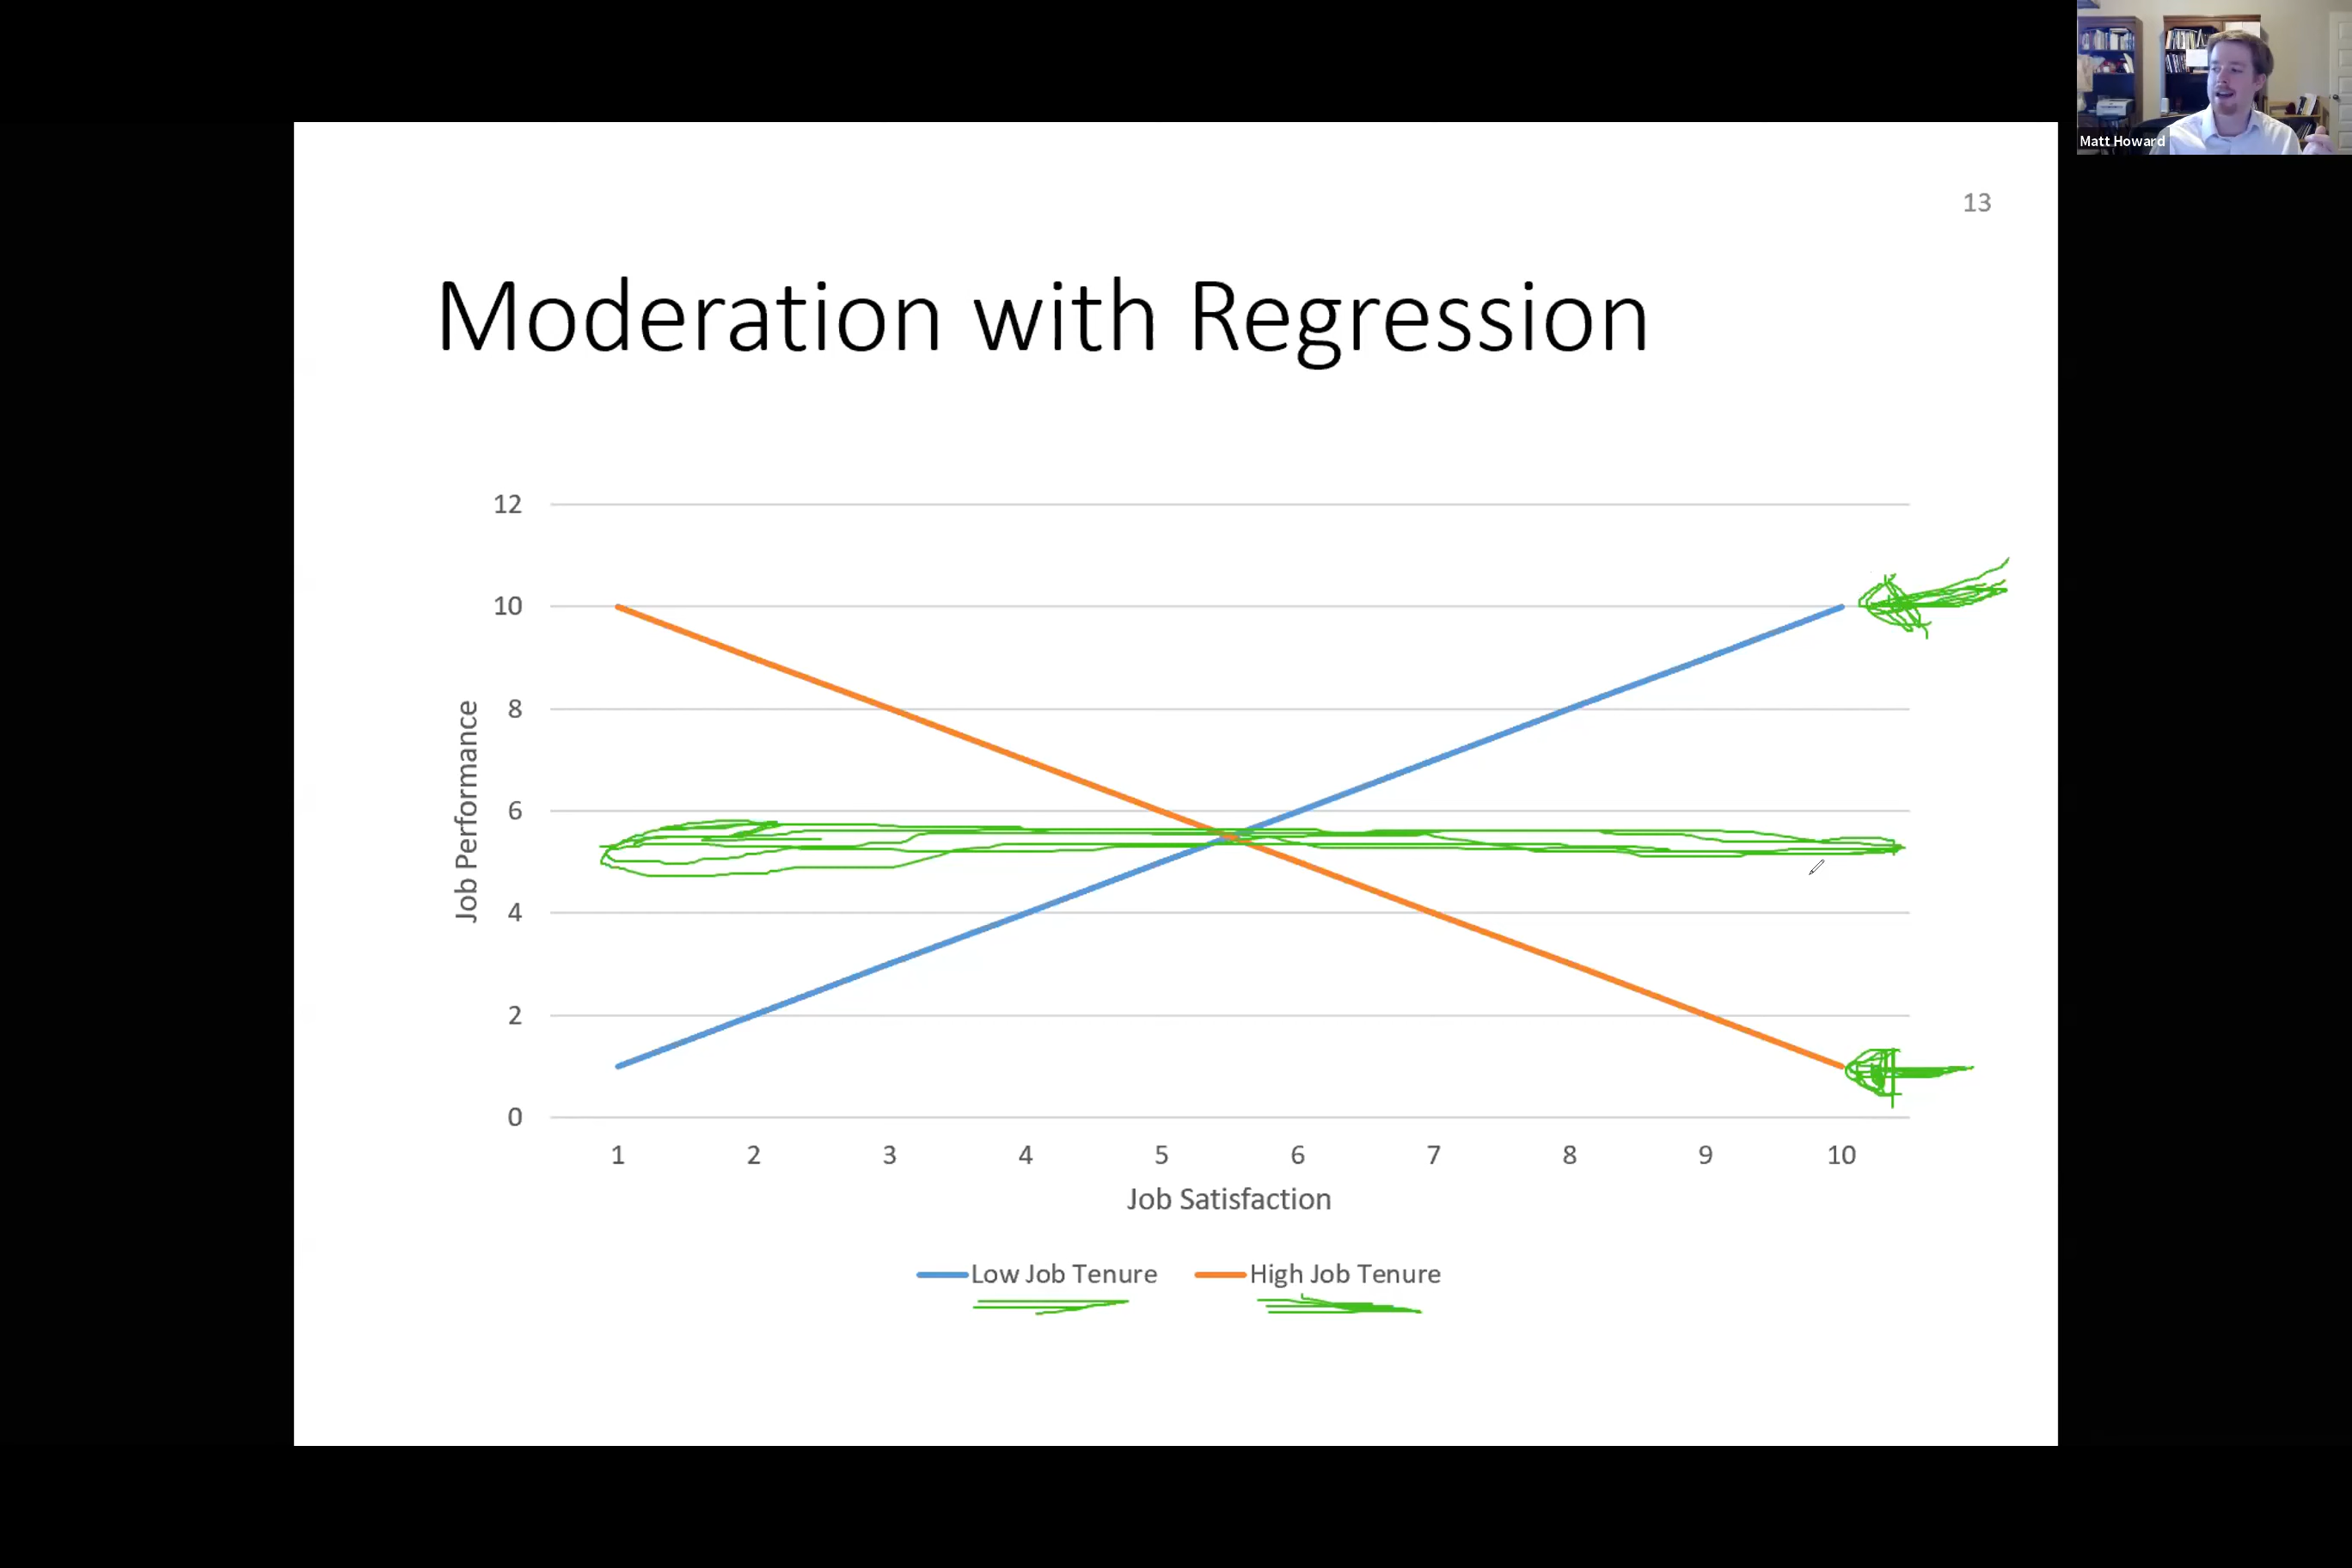 Matt Howard
13
Moderation with Regression
12
10
8
6
4
2
0
Job Performance
1 2 3 4 5 6 7 8 9 10
Job Satisfaction
Low Job Tenure High Job Tenure